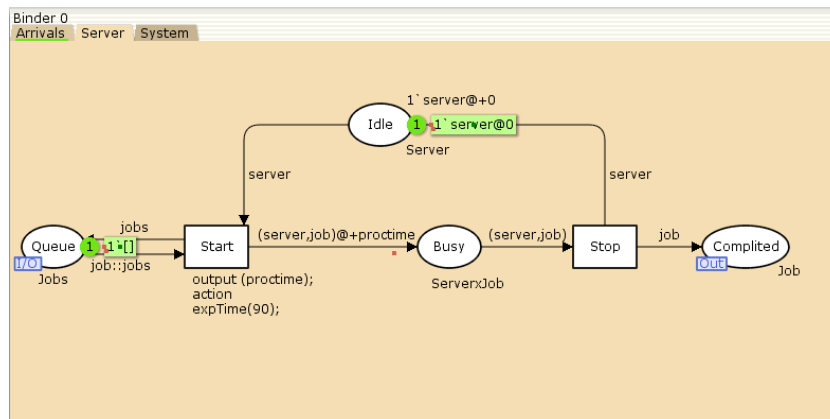 Binder 0
Arrivals Server System
1`server@+0
Idle 1 1`server@0
Server
server server
jobs (server,job)@+proctime (server,job) job
Queue 1 1`[] Start Busy Stop Complited
I/O job::jobs Out
Jobs output (proctime); ServerxJob Job
action
expTime(90);